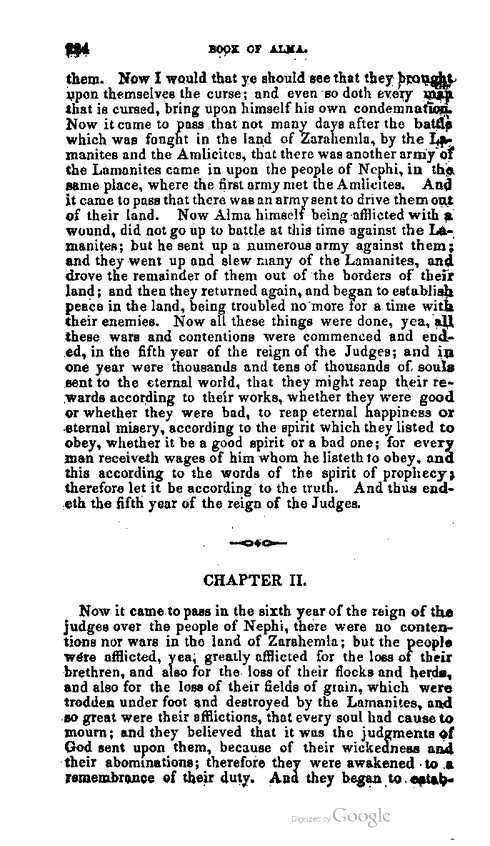 224 BOOK OF ALMA.
them. Now I would that ye should see that they brought
upon themselves the curse; and even so doth every man
that is cursed, bring upon himself his own condemnation.
Now it came to pass that not many days after the battle
which was fought in the land of Zarahemla, by the La-
manites and the Amlicites, that there was another army of
the Lamanites came in upon the people of Nephi, in the
same place, where the first army met the Amlicites. And
it came to pass that there was an army sent to drive them out
of their land. Now Alma himself being afflicted with a
wound, did not go up to battle at this time against the La-
manites; but he sent up a numerous army against them;
and they went up and slew many of the Lamanites, and
drove the remainder of them out of the borders of their
land; and then they returned again, and began to establish
peace in the land, being troubled no more for a time with
their enemies. Now all these things were done, yea, all
these wars and contentions were commenced and end-
ed, in the fifth year of the reign of the Judges; and in
one year were thousands and tens of thousands of souls
sent to the eternal world, that they might reap their re-
wards according to their works, whether they were good
or whether they were bad, to reap eternal happiness or
eternal misery, according to the spirit which they listed to
obey, whether it be a good spirit or a bad one; for every
man receiveth wages of him whom he listeth to obey, and
this according to the words of the spirit of prophecy;
therefore let it be according to the truth. And thus end-
eth the fifth year of the reign of the Judges.
CHAPTER II.
Now it came to pass in the sixth year of the reign of the
judges over the people of Nephi, there were no conten-
tions nor wars in the land of Zarahemla; but the people
were afflicted, yea, greatly afflicted for the loss of their
brethren, and also for the loss of their flocks and herds,
and also for the loss of their fields of grain, which were
trodden under foot and destroyed by the Lamanites, and
so great were their afflictions, that every soul had cause to
mourn; and they believed that it was the judgments of
God sent upon them, because of their wickedness and
their abominations; therefore they were awakened to a
remembrance of their duty. And they began to estab-
Digitized by Google